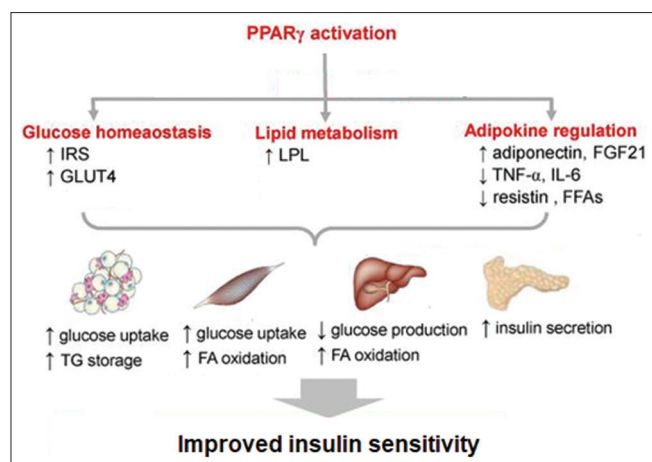 PPARγ activation
Glucose homeaostasis
↑ IRS
↑ GLUT4
Lipid metabolism
↑ LPL
Adipokine regulation
↑ adiponectin, FGF21
↓ TNF-α, IL-6
↓ resistin , FFAs
↑ glucose uptake
↑ TG storage
↑ glucose uptake
↑ FA oxidation
↓ glucose production
↑ FA oxidation
↑ insulin secretion
Improved insulin sensitivity